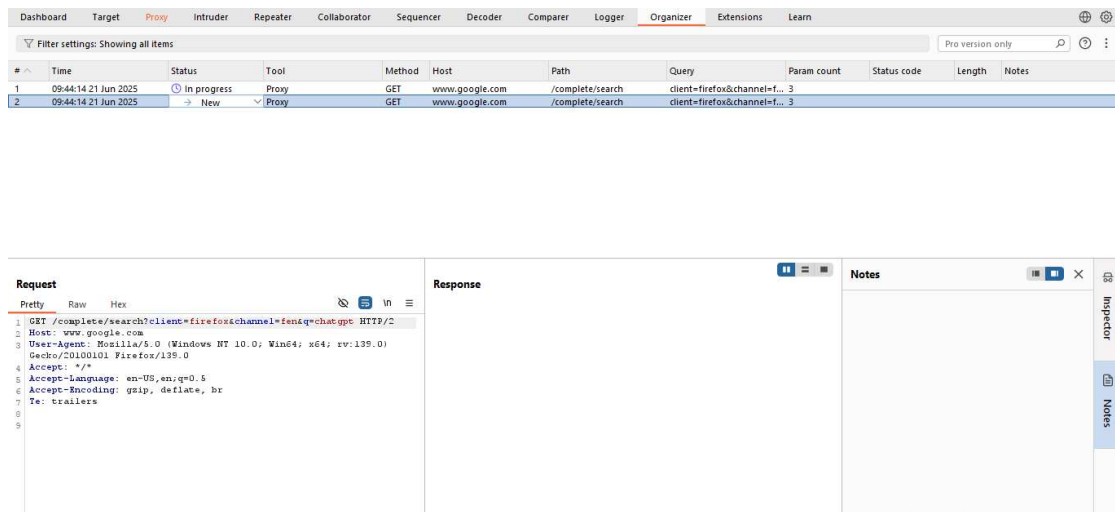 Dashboard Target Proxy Intruder Repeater Collaborator Sequencer Decoder Comparer Logger Organizer Extensions Learn
Filter settings: Showing all items
Pro version only
# Time Status Tool Method Host Path Query Param count Status code Length Notes
1 09:44:14 21 Jun 2025 In progress Proxy GET www.google.com /complete/search client=firefox&channel=f... 3
2 09:44:14 21 Jun 2025 New Proxy GET www.google.com /complete/search client=firefox&channel=f... 3
Request
Pretty Raw Hex
\n
1 GET /complete/search?client=firefox&channel=fen&q=chatgpt HTTP/2
2 Host: www.google.com
3 User-Agent: Mozilla/5.0 (Windows NT 10.0; Win64; x64; rv:139.0)
Gecko/20100101 Firefox/139.0
4 Accept: */*
5 Accept-Language: en-US,en;q=0.5
6 Accept-Encoding: gzip, deflate, br
7 Te: trailers
8
9
Response
Notes
Inspector
Notes